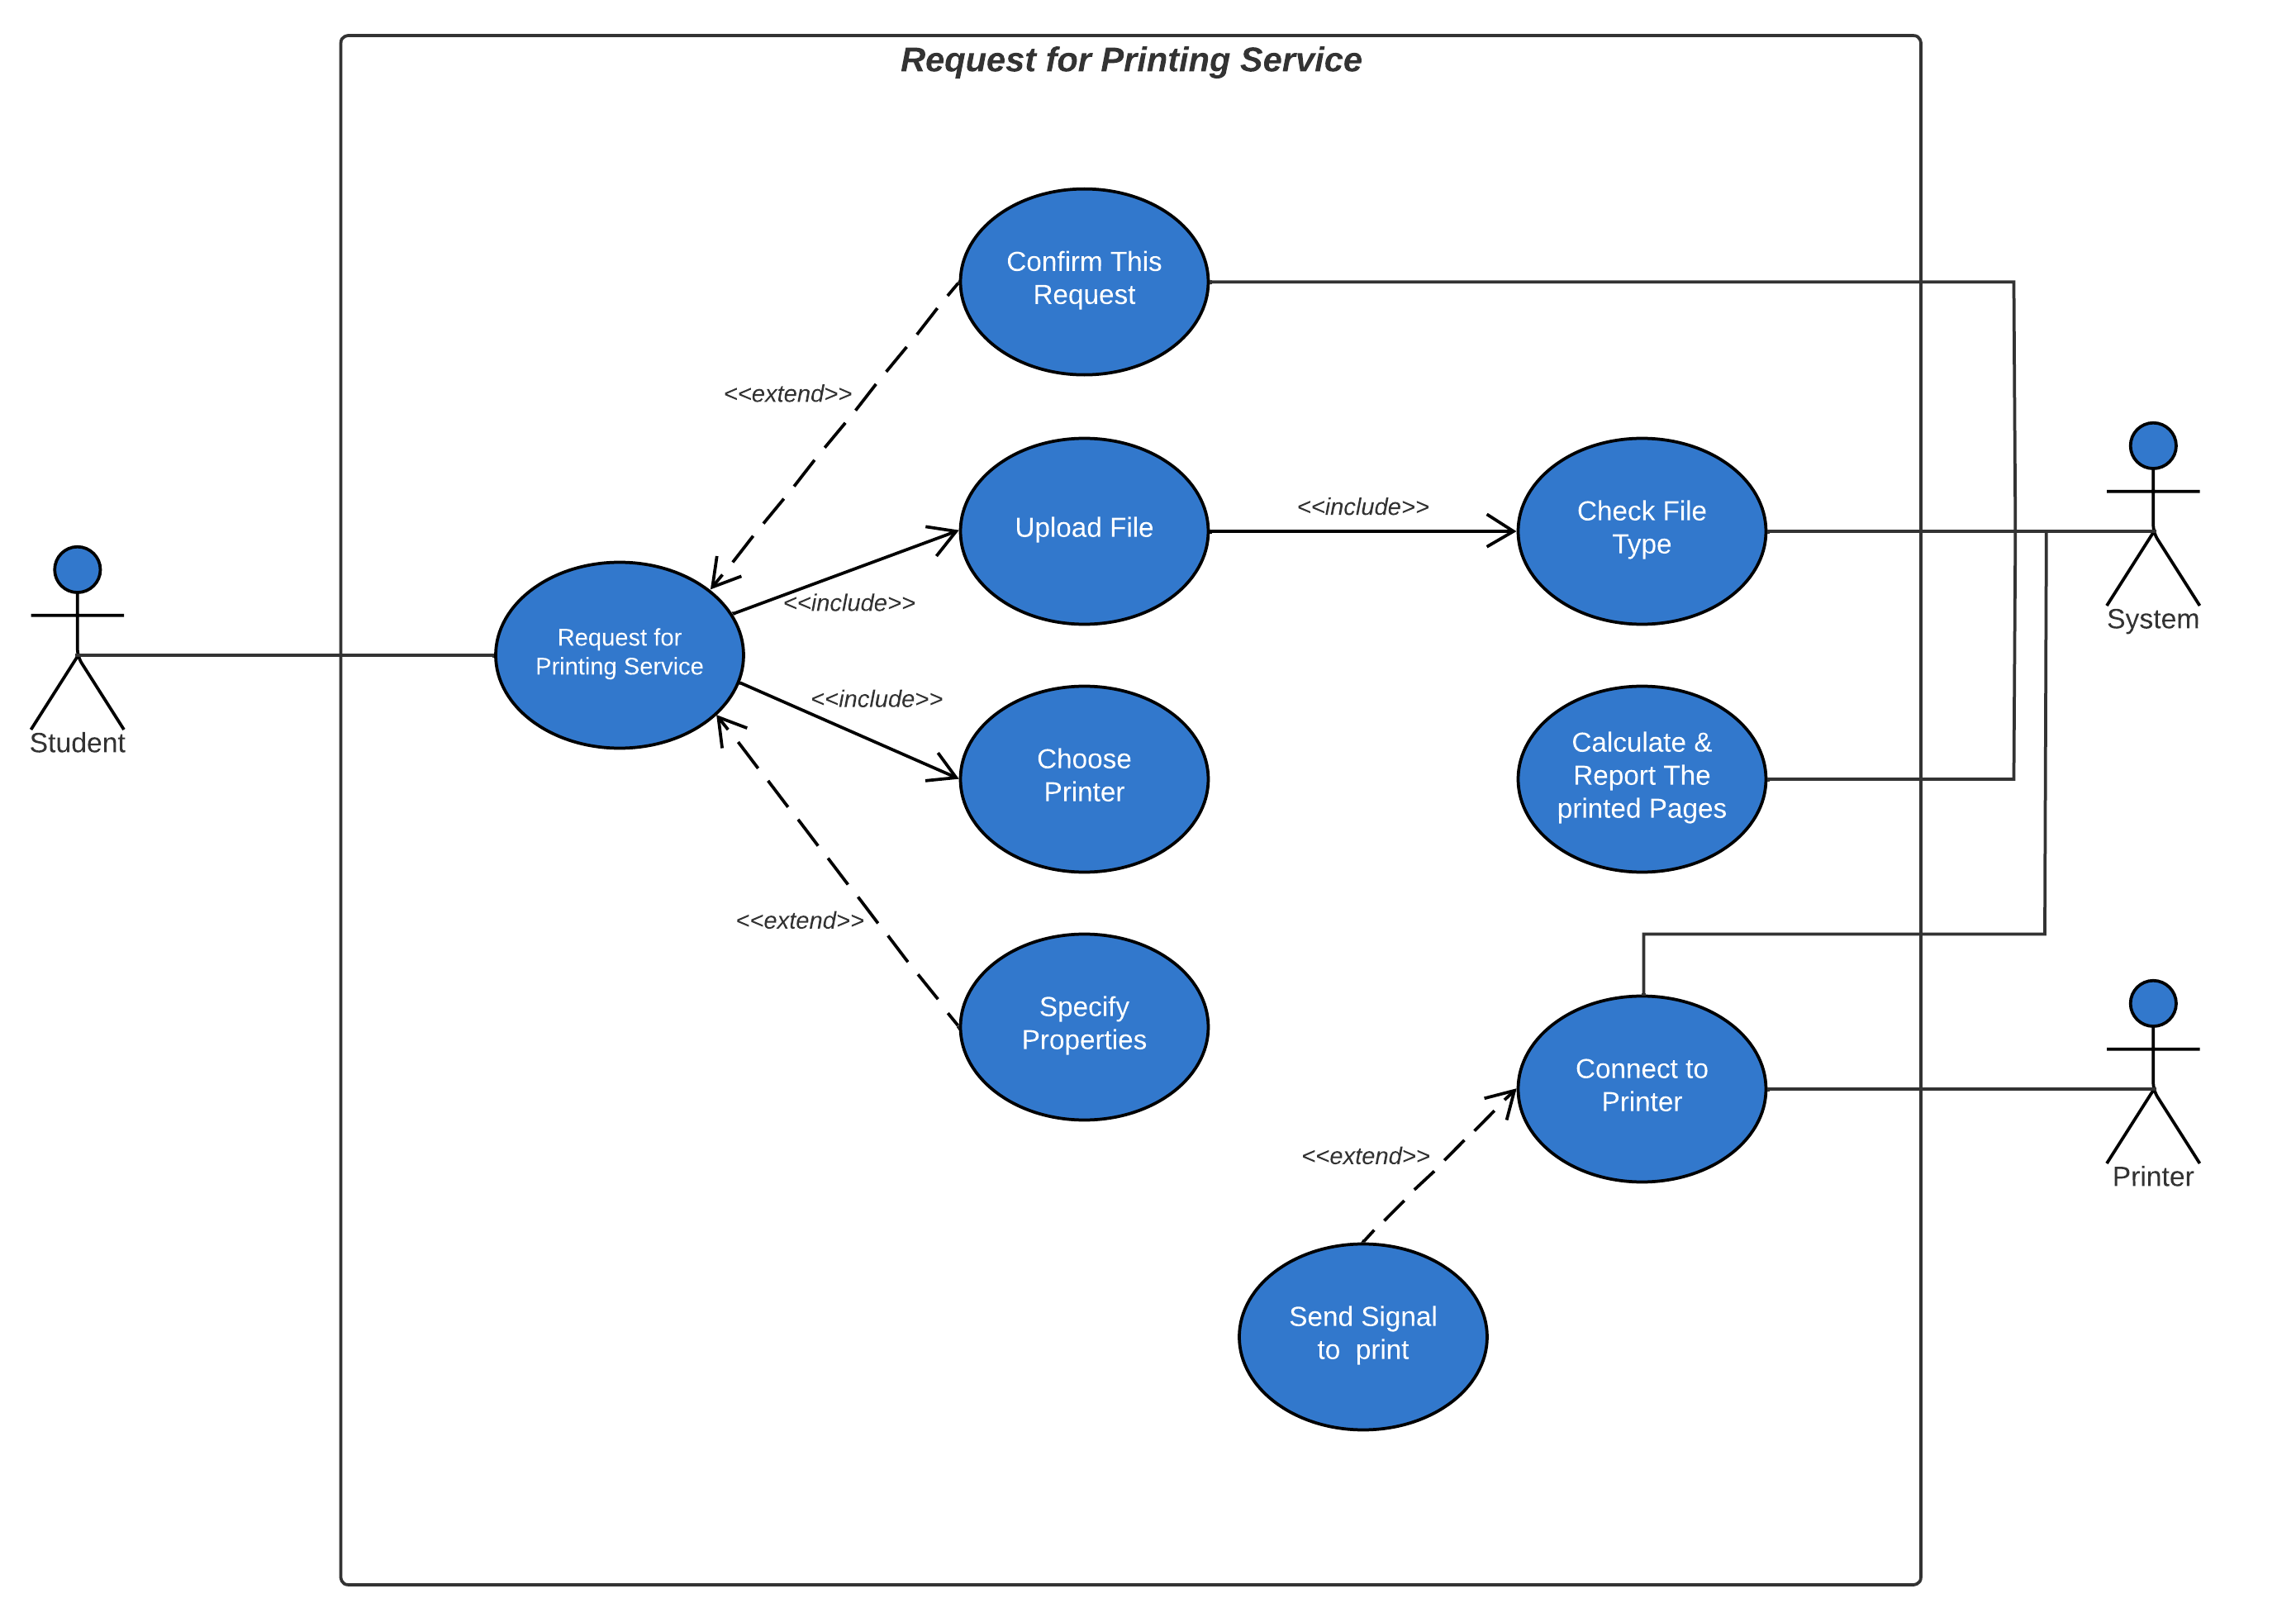 Request for Printing Service
Confirm This
Request
<<extend>>
Upload File
<<include>>
Check File
Type
<<include>>
System
Request for
Printing Service
Student
<<include>>
Choose
Printer
Calculate &
Report The
printed Pages
<<extend>>
Specify
Properties
Connect to
Printer
<<extend>>
Printer
Send Signal
to  print